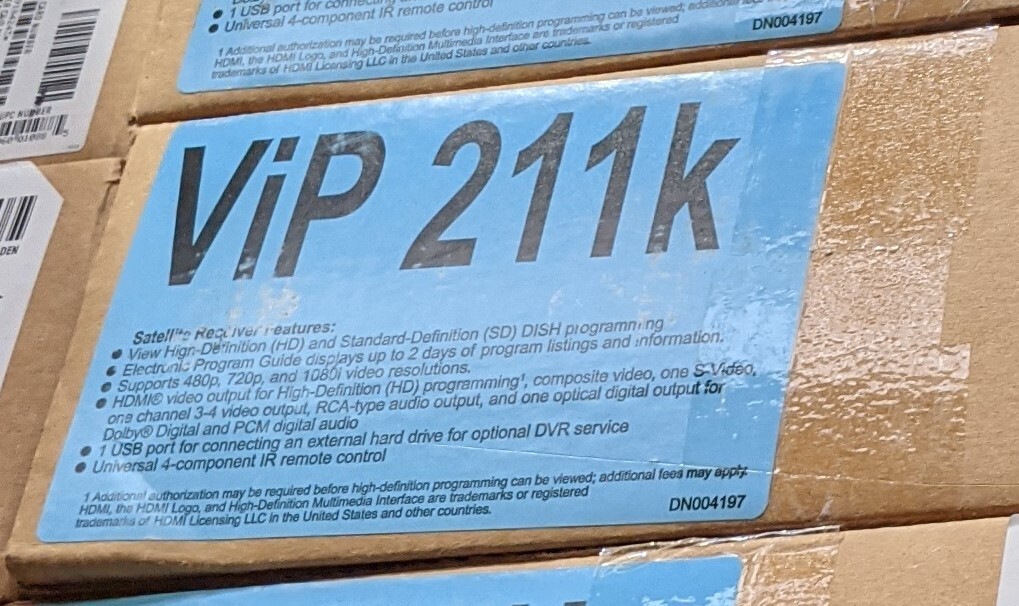 ● 1 USB port for
● Universal 4-component IR remote control
1 Additional authorization may be required before high-definition programming can be viewed; additional
HDMI, the HDMI Logo, and High-Definition Multimedia Interface are trademarks or registered
trademarks of HDMI Licensing LLC in the United States and other countries.
DN004197
UPC NUMBER
DEN
ViP 211k
Satellite Receiver Features:
● View High-Definition (HD) and Standard-Definition (SD) DISH programming
● Electronic Program Guide displays up to 2 days of program listings and information.
● Supports 480p, 720p, and 1080i video resolutions.
● HDMI® video output for High-Definition (HD) programming¹, composite video, one S-Video,
one channel 3-4 video output, RCA-type audio output, and one optical digital output for
Dolby® Digital and PCM digital audio
● 1 USB port for connecting an external hard drive for optional DVR service
● Universal 4-component IR remote control
1 Additional authorization may be required before high-definition programming can be viewed; additional fees may apply.
HDMI, the HDMI Logo, and High-Definition Multimedia Interface are trademarks or registered
trademarks of HDMI Licensing LLC in the United States and other countries.
DN004197